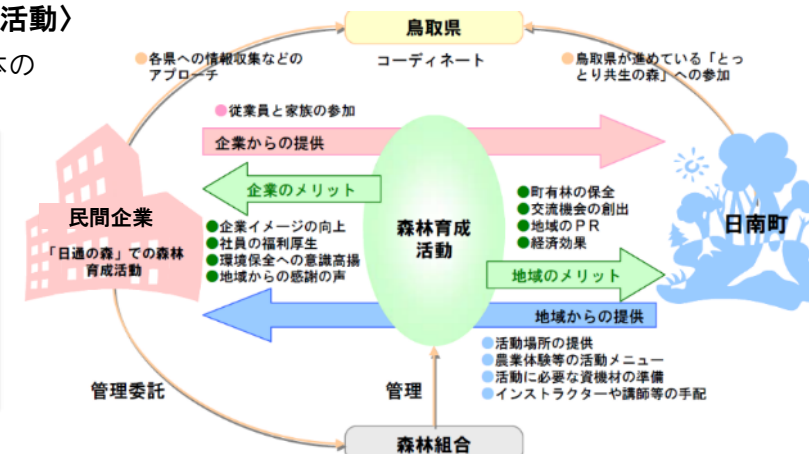 活動〉
体の
鳥取県
コーディネート
●各県への情報収集などの
アプローチ
●鳥取県が進めている「とっ
とり共生の森」への参加
●従業員と家族の参加
企業からの提供
企業のメリット
●企業イメージの向上
●社員の福利厚生
●環境保全への意識高揚
●地域からの感謝の声
民間企業
「日通の森」での森林
育成活動
森林育成
活動
●町有林の保全
●交流機会の創出
●地域のPR
●経済効果
地域のメリット
日南町
地域からの提供
●活動場所の提供
●農業体験等の活動メニュー
●活動に必要な資機材の準備
●インストラクターや講師等の手配
管理委託
管理
森林組合